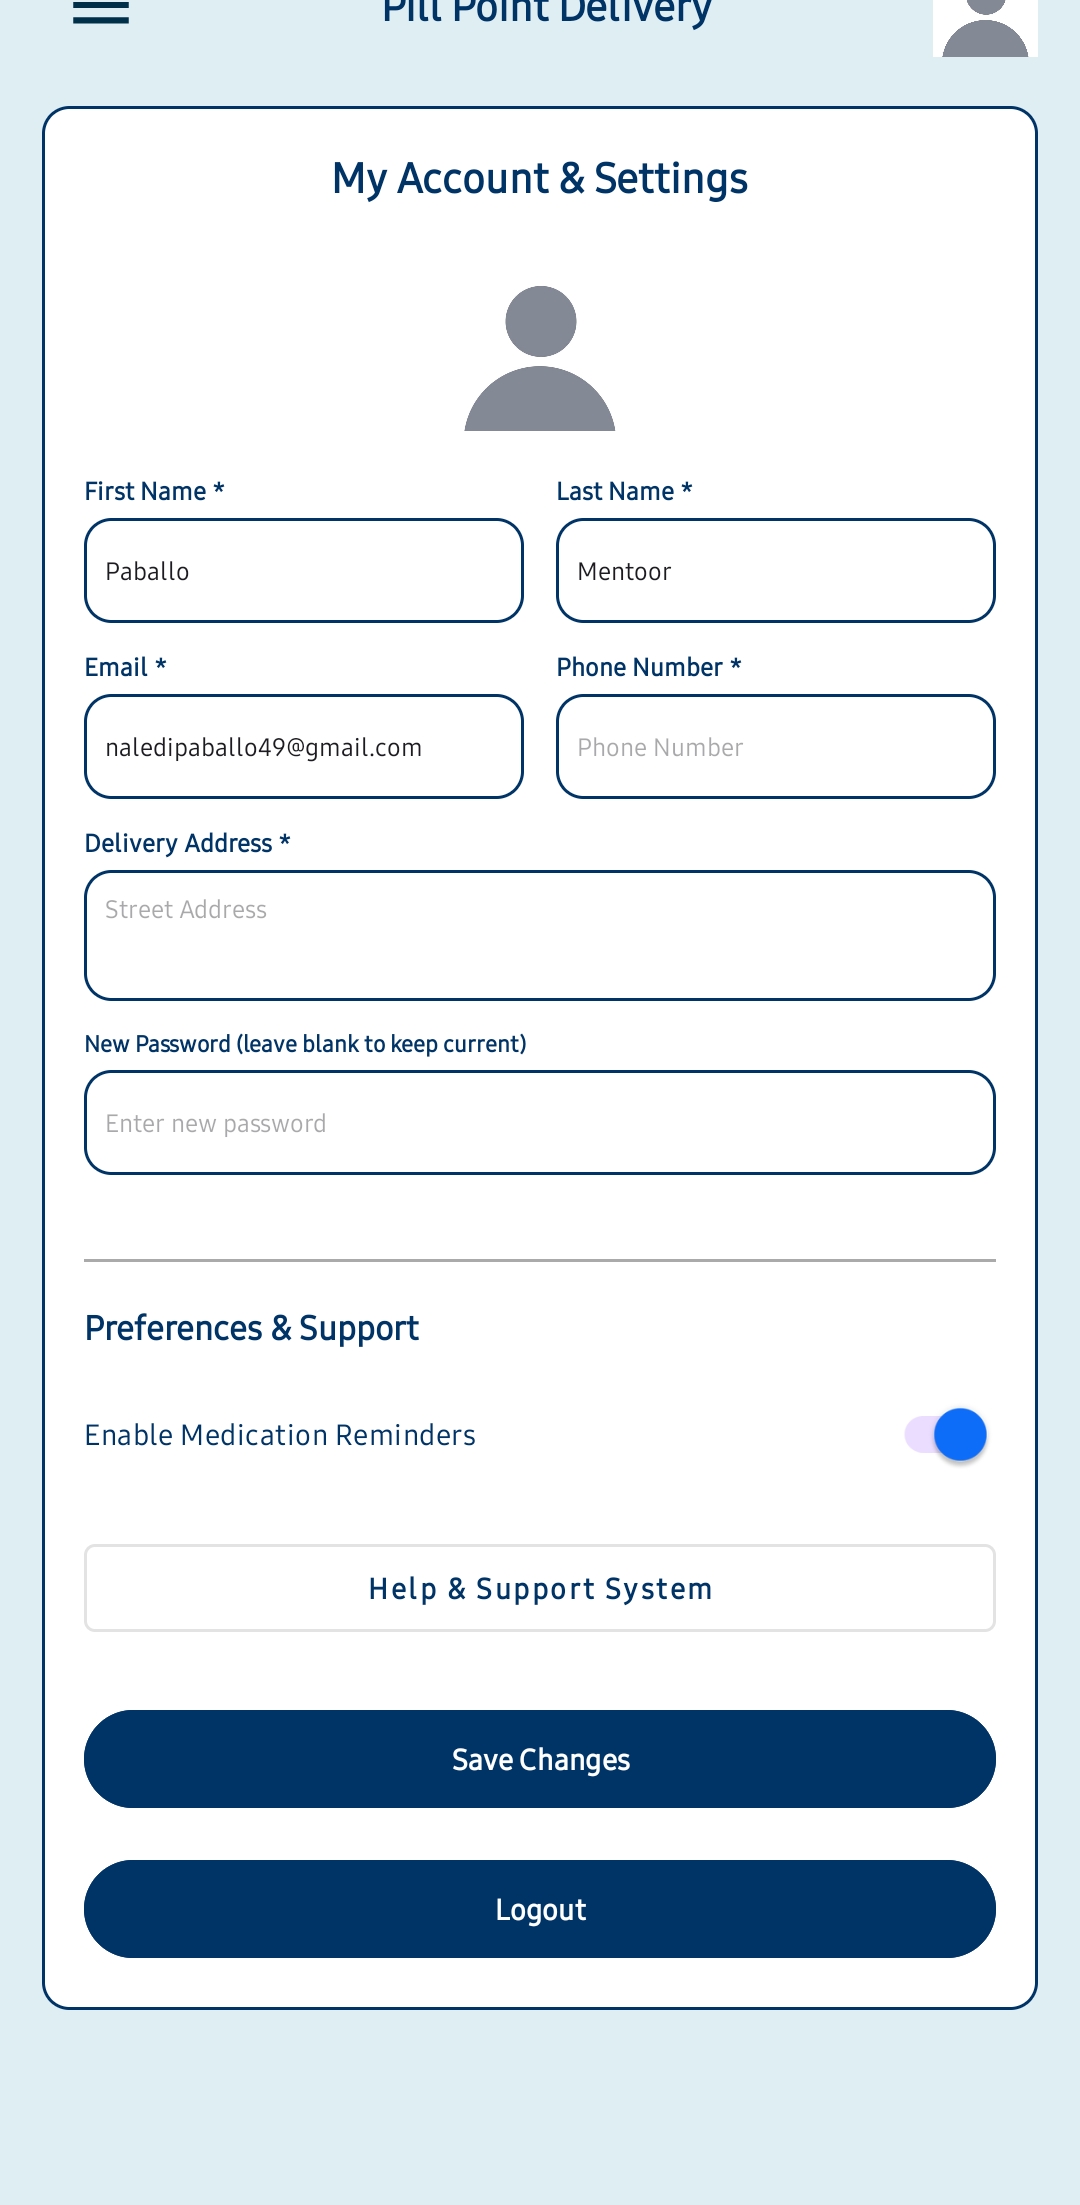 Pill Point Delivery
My Account & Settings
First Name *
Last Name *
Paballo
Mentoor
Email *
Phone Number *
naledipaballo49@gmail.com
Phone Number
Delivery Address *
Street Address
New Password (leave blank to keep current)
Enter new password
Preferences & Support
Enable Medication Reminders
Help & Support System
Save Changes
Logout